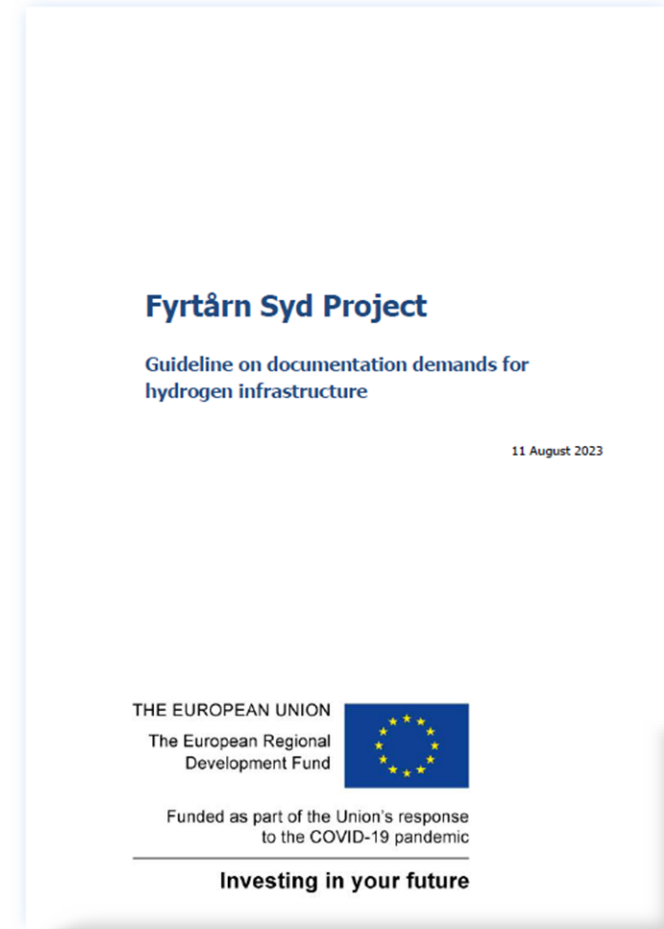 Fyrtårn Syd Project
Guideline on documentation demands for
hydrogen infrastructure
11 August 2023
THE EUROPEAN UNION
The European Regional
Development Fund
Funded as part of the Union's response
to the COVID-19 pandemic
Investing in your future